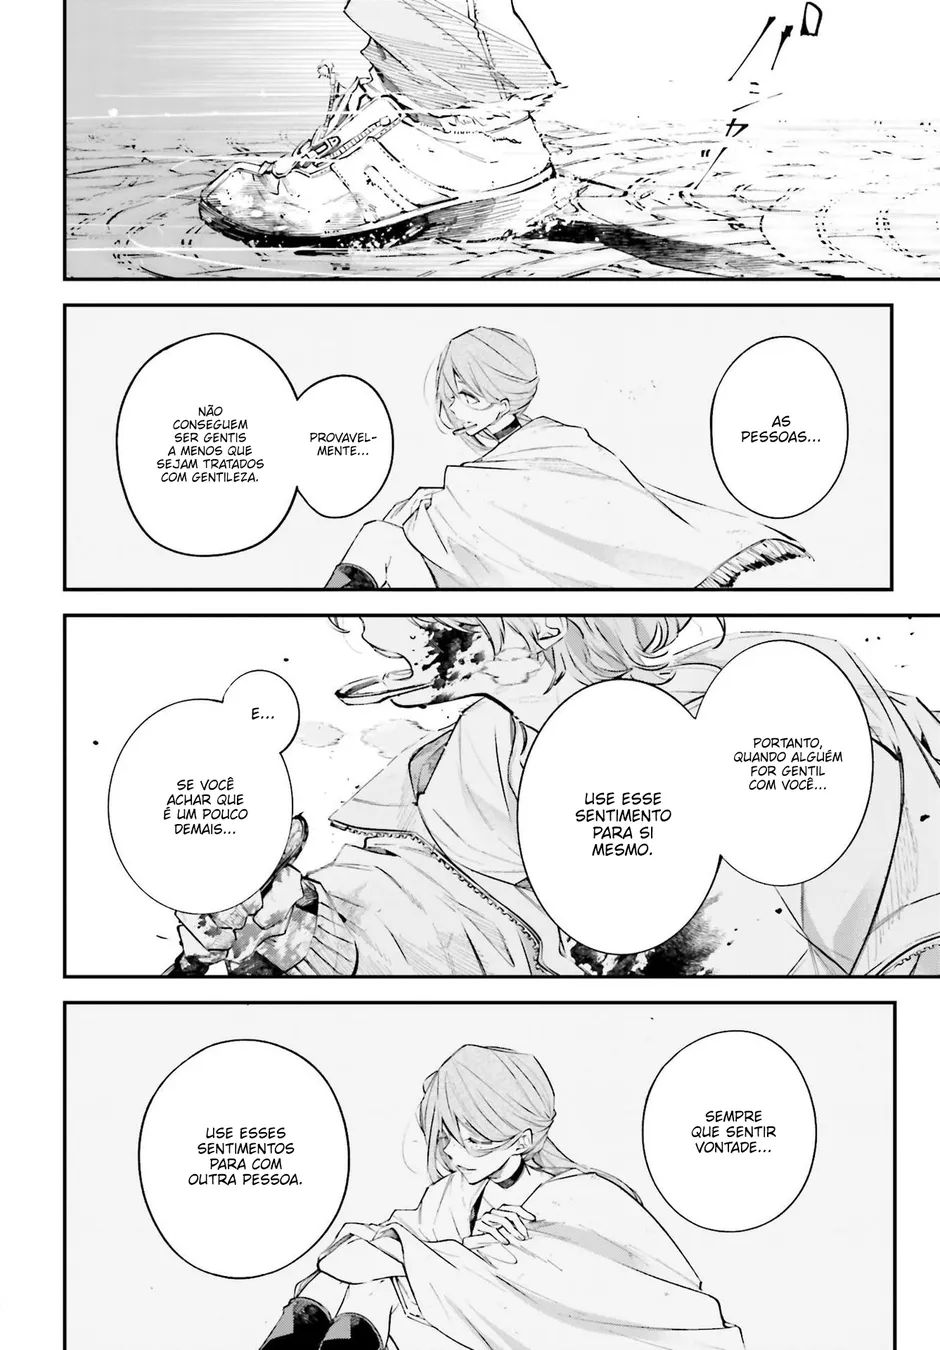 AS
PESSOAS...
PROVAVEL-
MENTE...
NÃO
CONSEGUEM
SER GENTIS
A MENOS QUE
SEJAM TRATADOS
COM GENTILEZA.
PORTANTO,
QUANDO ALGUÉM
FOR GENTIL
COM VOCÊ...
USE ESSE
SENTIMENTO
PARA SI
MESMO.
E...
SE VOCÊ
ACHAR QUE
É UM POUCO
DEMAIS...
SEMPRE
QUE SENTIR
VONTADE...
USE ESSES
SENTIMENTOS
PARA COM
OUTRA PESSOA.